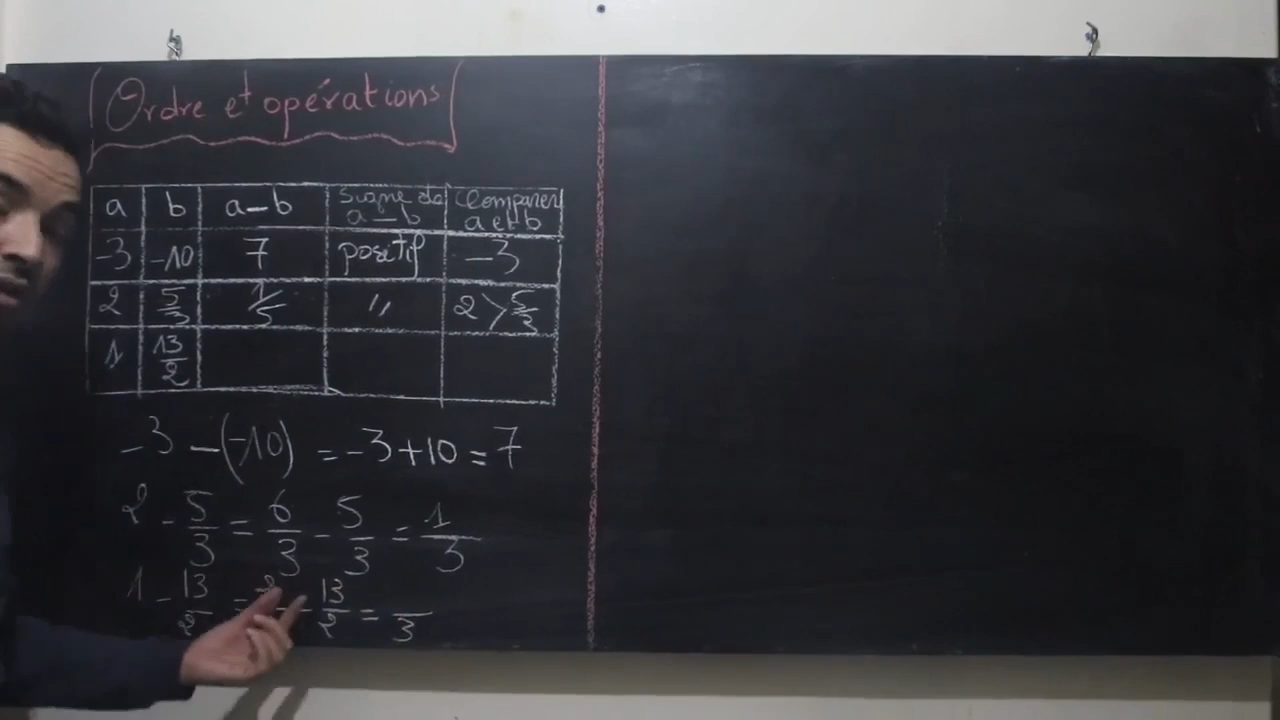 Ordre et opérations
a b a-b Signe de a-b Comparer a et b
-3 -10 7 positif -3
2 5/3 1/5 " 2 > 5/3
1 13/2
-3 -(-10) = -3+10 = 7
2 - 5/3 = 6/3 - 5/3 = 1/3
1 - 13/2 = 2 - 13/2 = /3